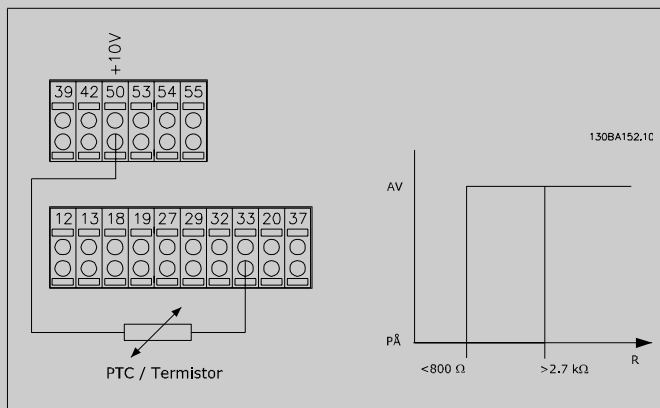 +10V
39 42 50 53 54 55
130BA152.10
12 13 18 19 27 29 32 33 20 37
PTC / Termistor
AV
PÅ
<800 Ω
>2.7 kΩ
R